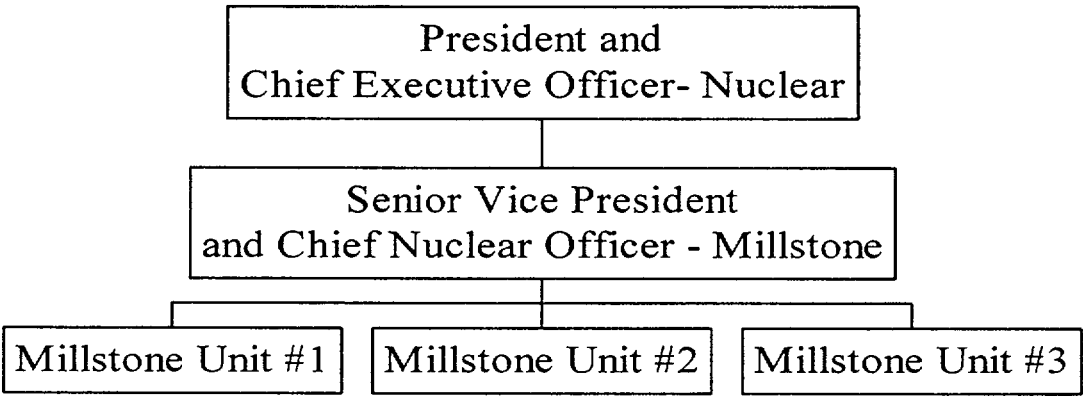 President and
Chief Executive Officer- Nuclear
Senior Vice President
and Chief Nuclear Officer - Millstone
Millstone Unit #1
Millstone Unit #2
Millstone Unit #3